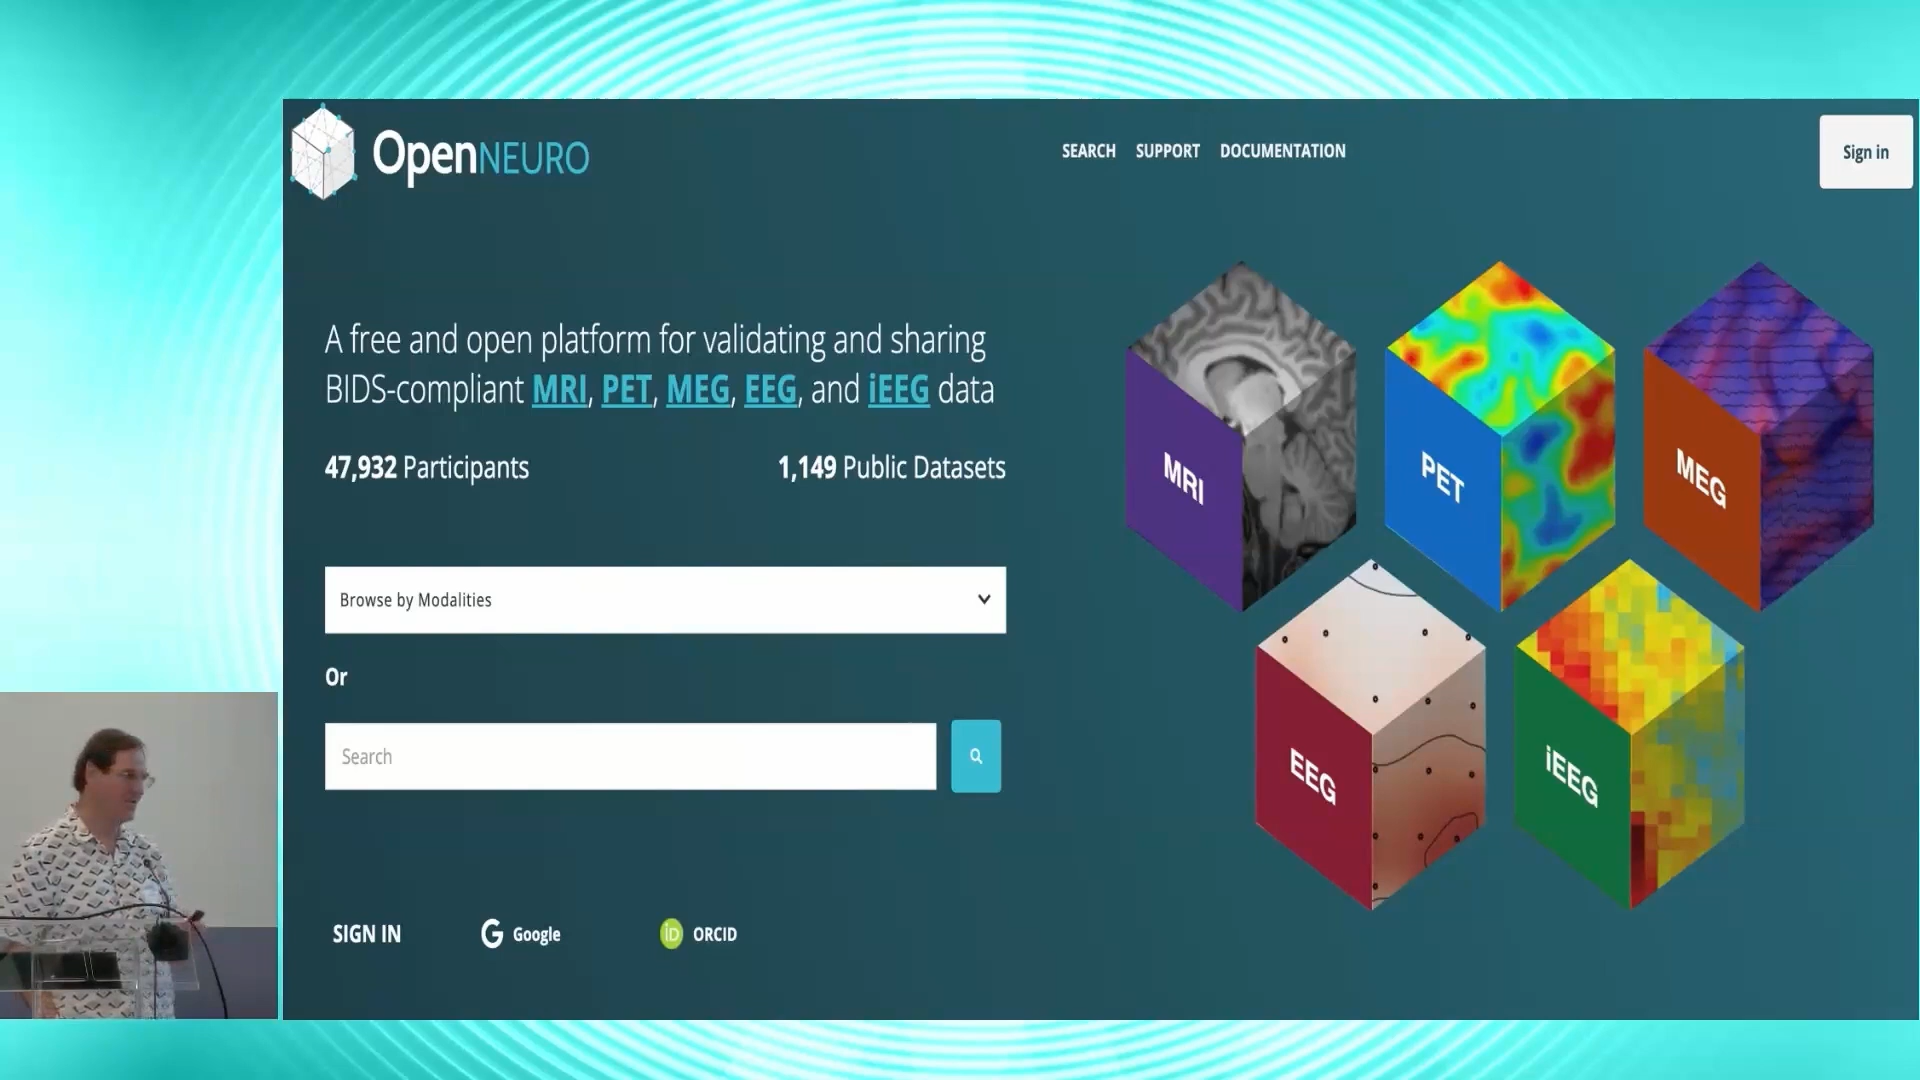 OpenNEURO
SEARCH SUPPORT DOCUMENTATION
Sign in
A free and open platform for validating and sharing
BIDS-compliant MRI, PET, MEG, EEG, and iEEG data
47,932 Participants 1,149 Public Datasets
Browse by Modalities
Or
Search
SIGN IN G Google iD ORCID
MRI
PET
MEG
EEG
iEEG